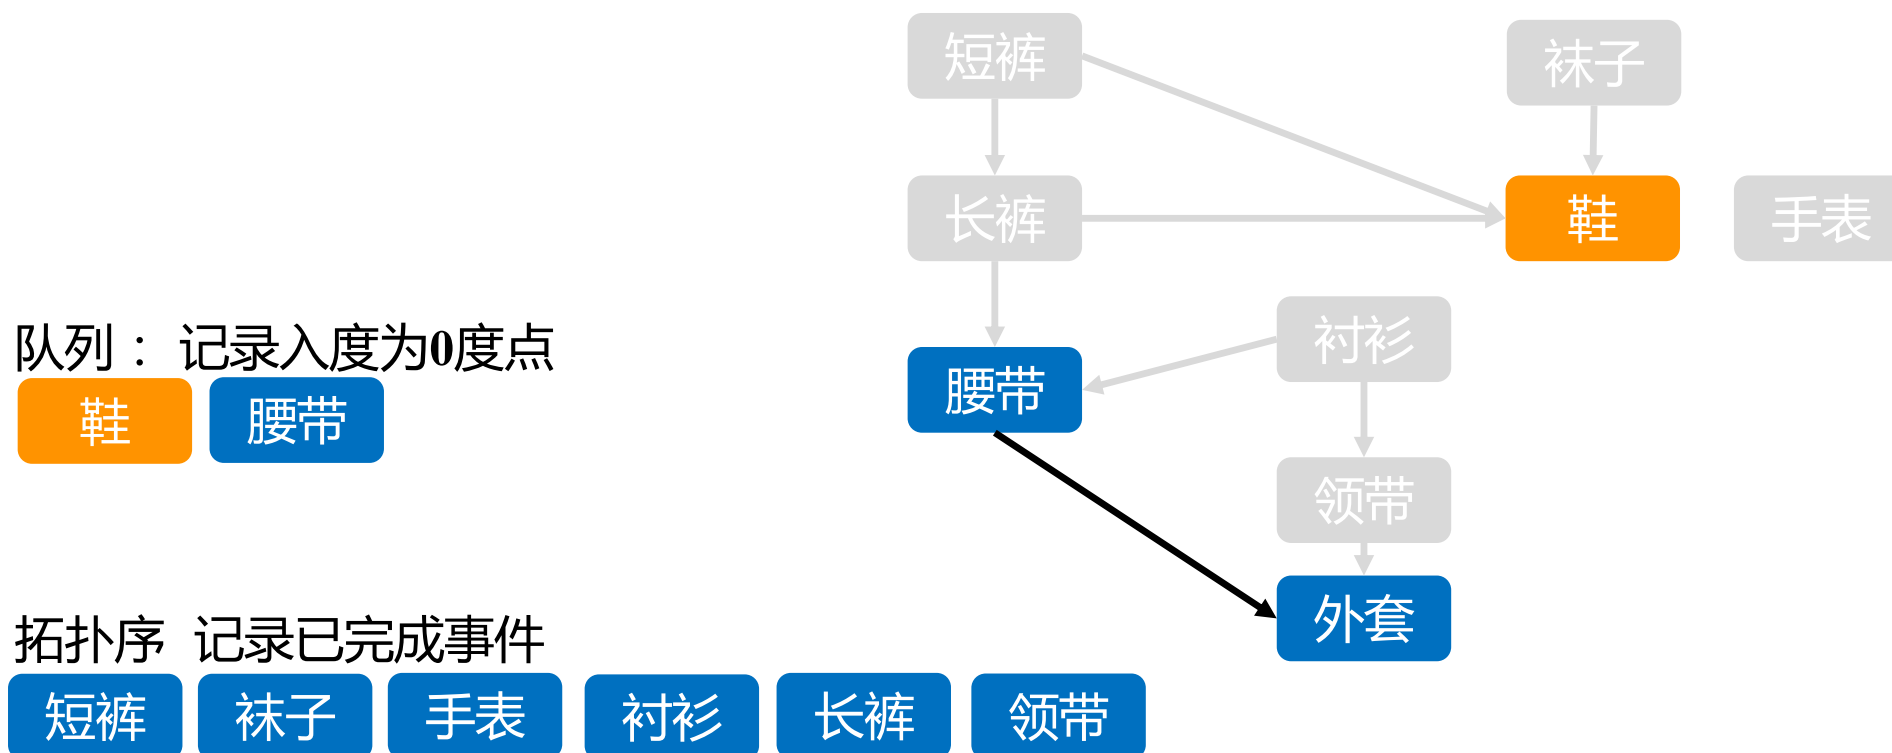 短裤
袜子
长裤
鞋
手表
衬衫
队列： 记录入度为0度点
鞋 腰带
腰带
领带
外套
拓扑序 记录已完成事件
短裤 袜子 手表 衬衫 长裤 领带